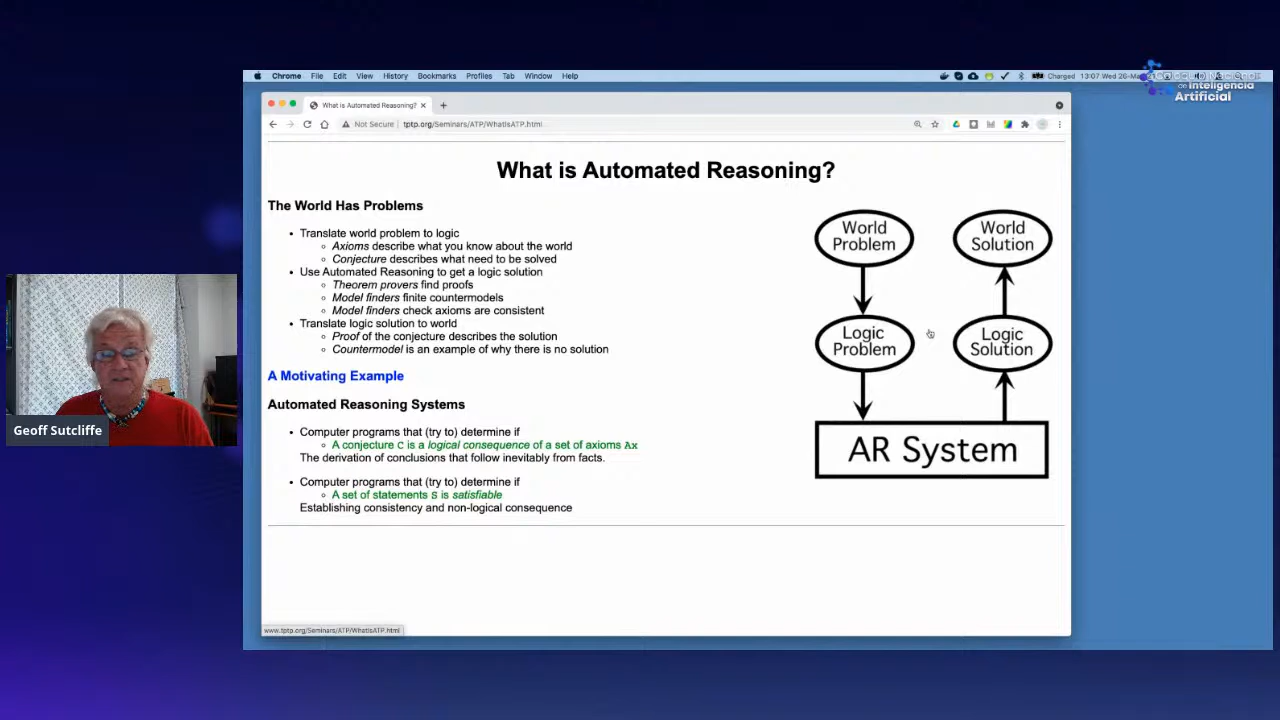 Chrome File Edit View History Bookmarks Profiles Tab Window Help
Charged 13:07 Wed 26-Ma
de Inteligencia
Artificial
What is Automated Reasoning?
Not Secure tptp.org/Seminars/ATP/WhatIsATP.html
What is Automated Reasoning?
The World Has Problems
Translate world problem to logic
Axioms describe what you know about the world
Conjecture describes what need to be solved
Use Automated Reasoning to get a logic solution
Theorem provers find proofs
Model finders finite countermodels
Model finders check axioms are consistent
Translate logic solution to world
Proof of the conjecture describes the solution
Countermodel is an example of why there is no solution
A Motivating Example
Automated Reasoning Systems
Computer programs that (try to) determine if
A conjecture C is a logical consequence of a set of axioms Ax
The derivation of conclusions that follow inevitably from facts.
Computer programs that (try to) determine if
A set of statements S is satisfiable
Establishing consistency and non-logical consequence
World
Problem
World
Solution
Logic
Problem
Logic
Solution
AR System
Geoff Sutcliffe
www.tptp.org/Seminars/ATP/WhatIsATP.html